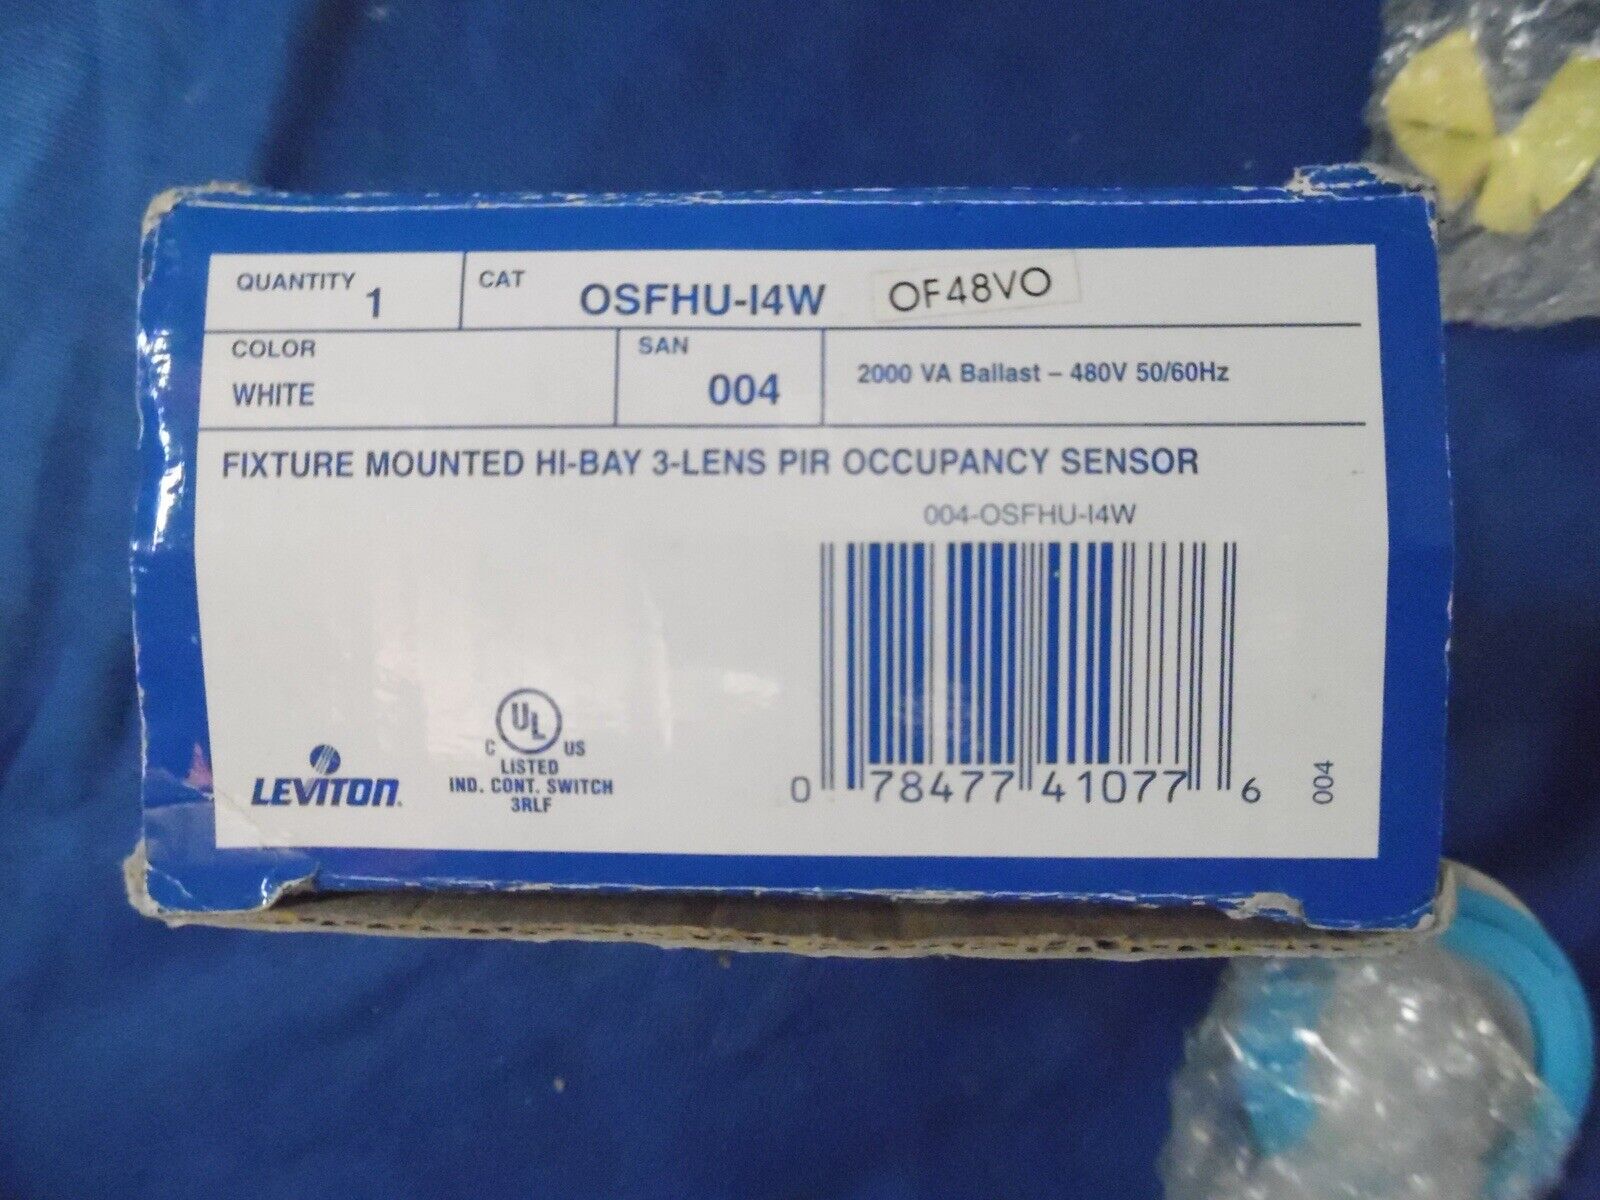 QUANTITY 1
CAT OSFHU-I4W OF48VO
COLOR
WHITE
SAN
004
2000 VA Ballast – 480V 50/60Hz
FIXTURE MOUNTED HI-BAY 3-LENS PIR OCCUPANCY SENSOR
004-OSFHU-I4W
LEVITON®
UL
C US
LISTED
IND. CONT. SWITCH
3RLF
0 78477 41077 6
004